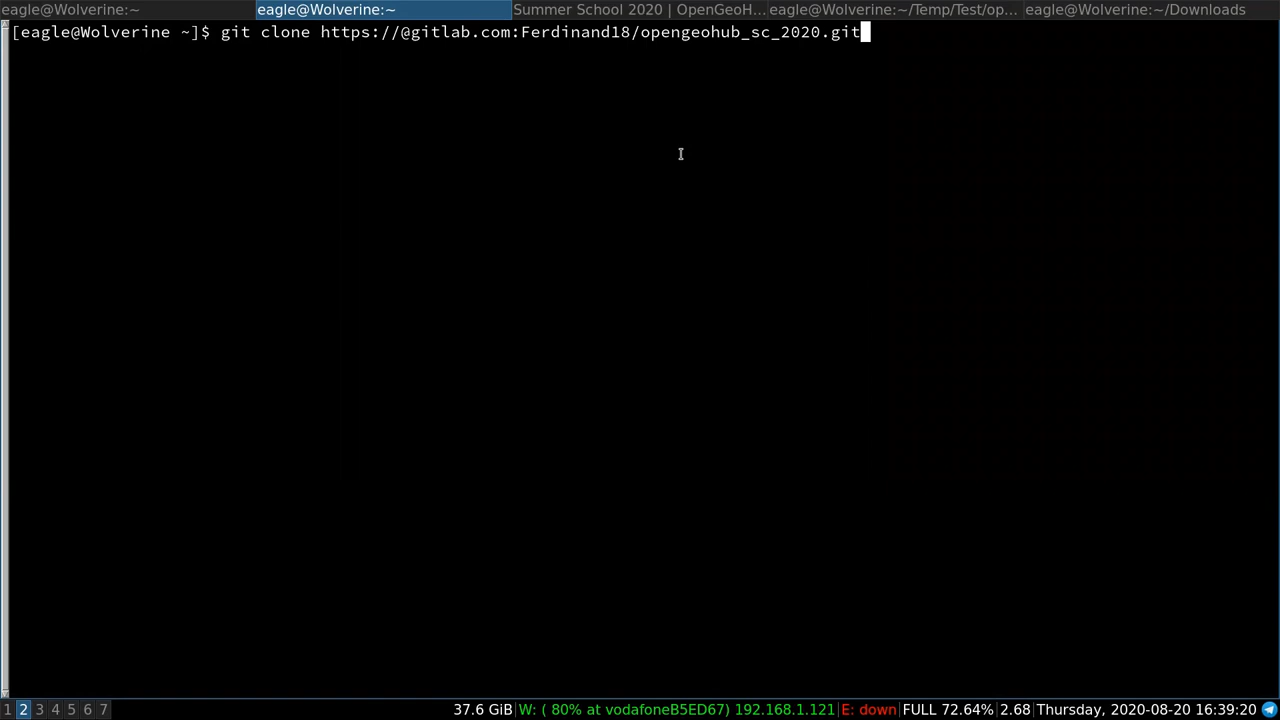 eagle@Wolverine:~ eagle@Wolverine:~ Summer School 2020 | OpenGeoH... eagle@Wolverine:~/Temp/Test/op... eagle@Wolverine:~/Downloads
[eagle@Wolverine ~]$ git clone https://@gitlab.com:Ferdinand18/opengeohub_sc_2020.git
1 2 3 4 5 6 7 37.6 GiB|W: ( 80% at vodafoneB5ED67) 192.168.1.121|E: down|FULL 72.64%|2.68|Thursday, 2020-08-20 16:39:20